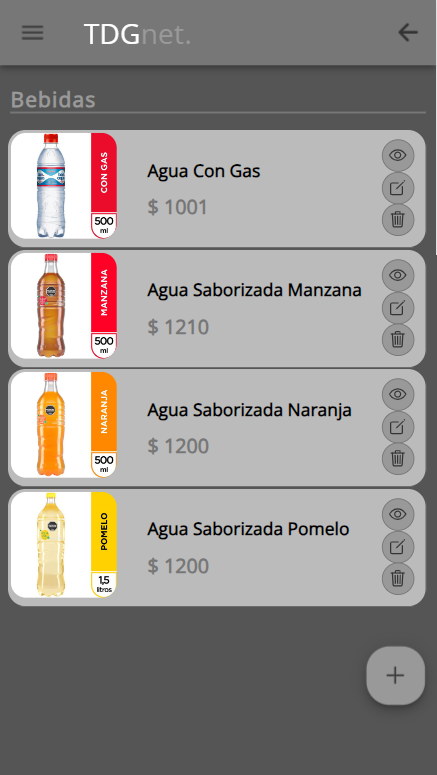 TDGnet.
Bebidas
CON GAS
500
ml
Agua Con Gas
$ 1001
MANZANA
500
ml
Agua Saborizada Manzana
$ 1210
NARANJA
500
ml
Agua Saborizada Naranja
$ 1200
POMELO
1,5
litros
Agua Saborizada Pomelo
$ 1200